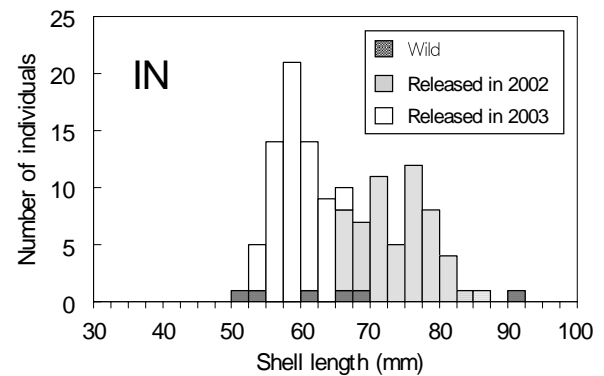 25
20
15
10
5
0
Number of individuals
IN
Wild
Released in 2002
Released in 2003
30 40 50 60 70 80 90 100
Shell length (mm)